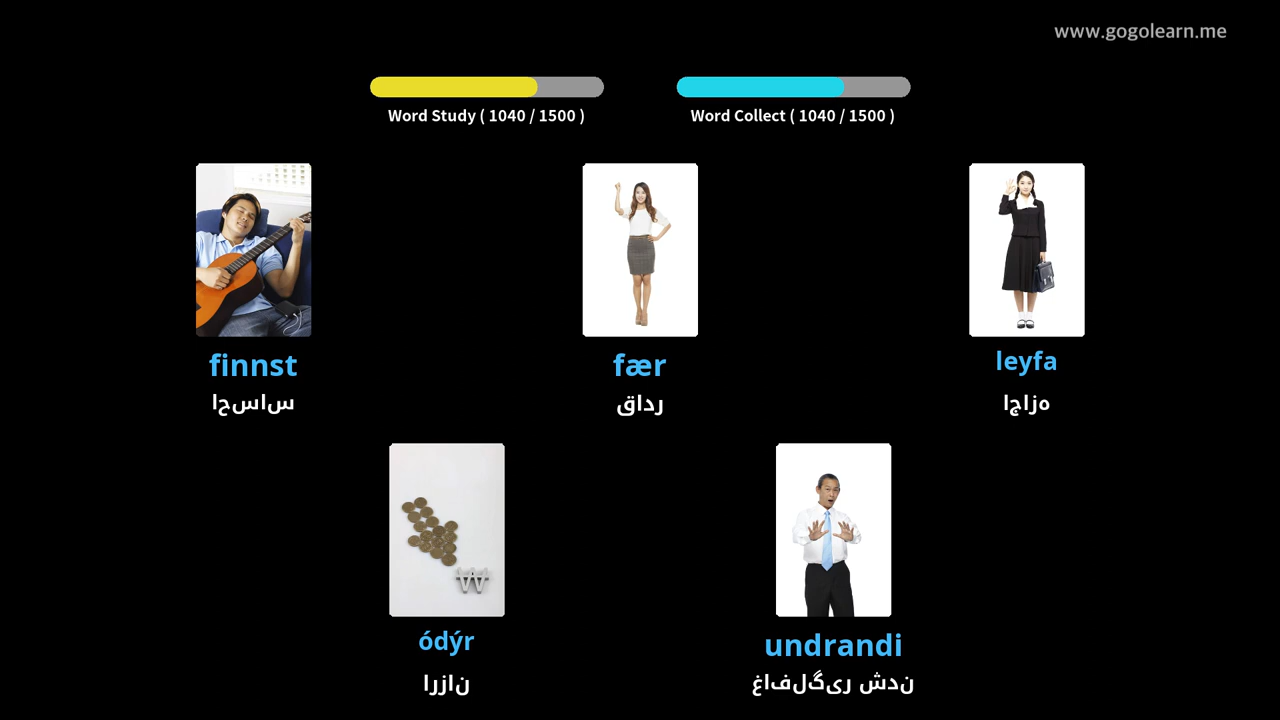 www.gogolearn.me
Word Study ( 1040 / 1500 )
Word Collect ( 1040 / 1500 )
finnst
احساس
fær
قادر
leyfa
اجازه
ódýr
ارزان
undrandi
غافلگیر شدن